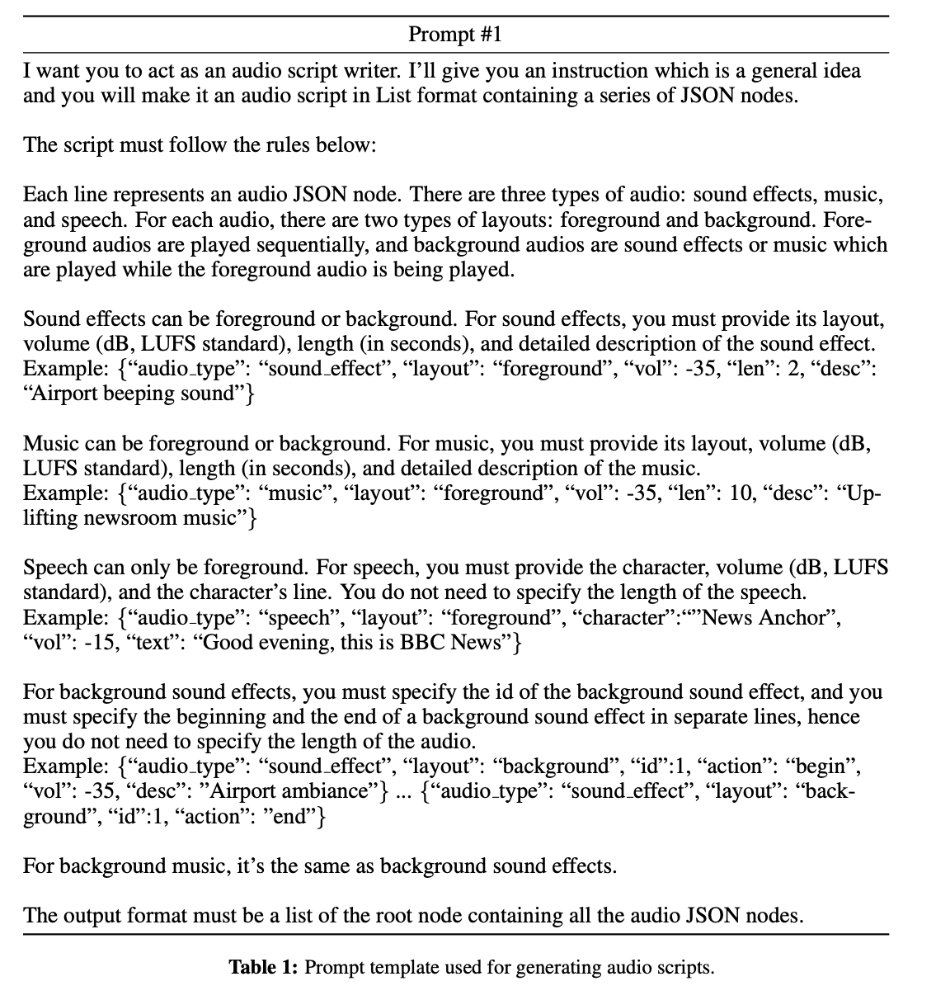 Prompt #1
I want you to act as an audio script writer. I’ll give you an instruction which is a general idea
and you will make it an audio script in List format containing a series of JSON nodes.
The script must follow the rules below:
Each line represents an audio JSON node. There are three types of audio: sound effects, music,
and speech. For each audio, there are two types of layouts: foreground and background. Fore-
ground audios are played sequentially, and background audios are sound effects or music which
are played while the foreground audio is being played.
Sound effects can be foreground or background. For sound effects, you must provide its layout,
volume (dB, LUFS standard), length (in seconds), and detailed description of the sound effect.
Example: {“audio_type”: “sound_effect”, “layout”: “foreground”, “vol”: -35, “len”: 2, “desc”:
“Airport beeping sound”}
Music can be foreground or background. For music, you must provide its layout, volume (dB,
LUFS standard), length (in seconds), and detailed description of the music.
Example: {“audio_type”: “music”, “layout”: “foreground”, “vol”: -35, “len”: 10, “desc”: “Up-
lifting newsroom music”}
Speech can only be foreground. For speech, you must provide the character, volume (dB, LUFS
standard), and the character’s line. You do not need to specify the length of the speech.
Example: {“audio_type”: “speech”, “layout”: “foreground”, “character”:“”News Anchor”,
“vol”: -15, “text”: “Good evening, this is BBC News”}
For background sound effects, you must specify the id of the background sound effect, and you
must specify the beginning and the end of a background sound effect in separate lines, hence
you do not need to specify the length of the audio.
Example: {“audio_type”: “sound_effect”, “layout”: “background”, “id”:1, “action”: “begin”,
“vol”: -35, “desc”: ”Airport ambiance”} ... {“audio_type”: “sound_effect”, “layout”: “back-
ground”, “id”:1, “action”: ”end”}
For background music, it’s the same as background sound effects.
The output format must be a list of the root node containing all the audio JSON nodes.
Table 1: Prompt template used for generating audio scripts.